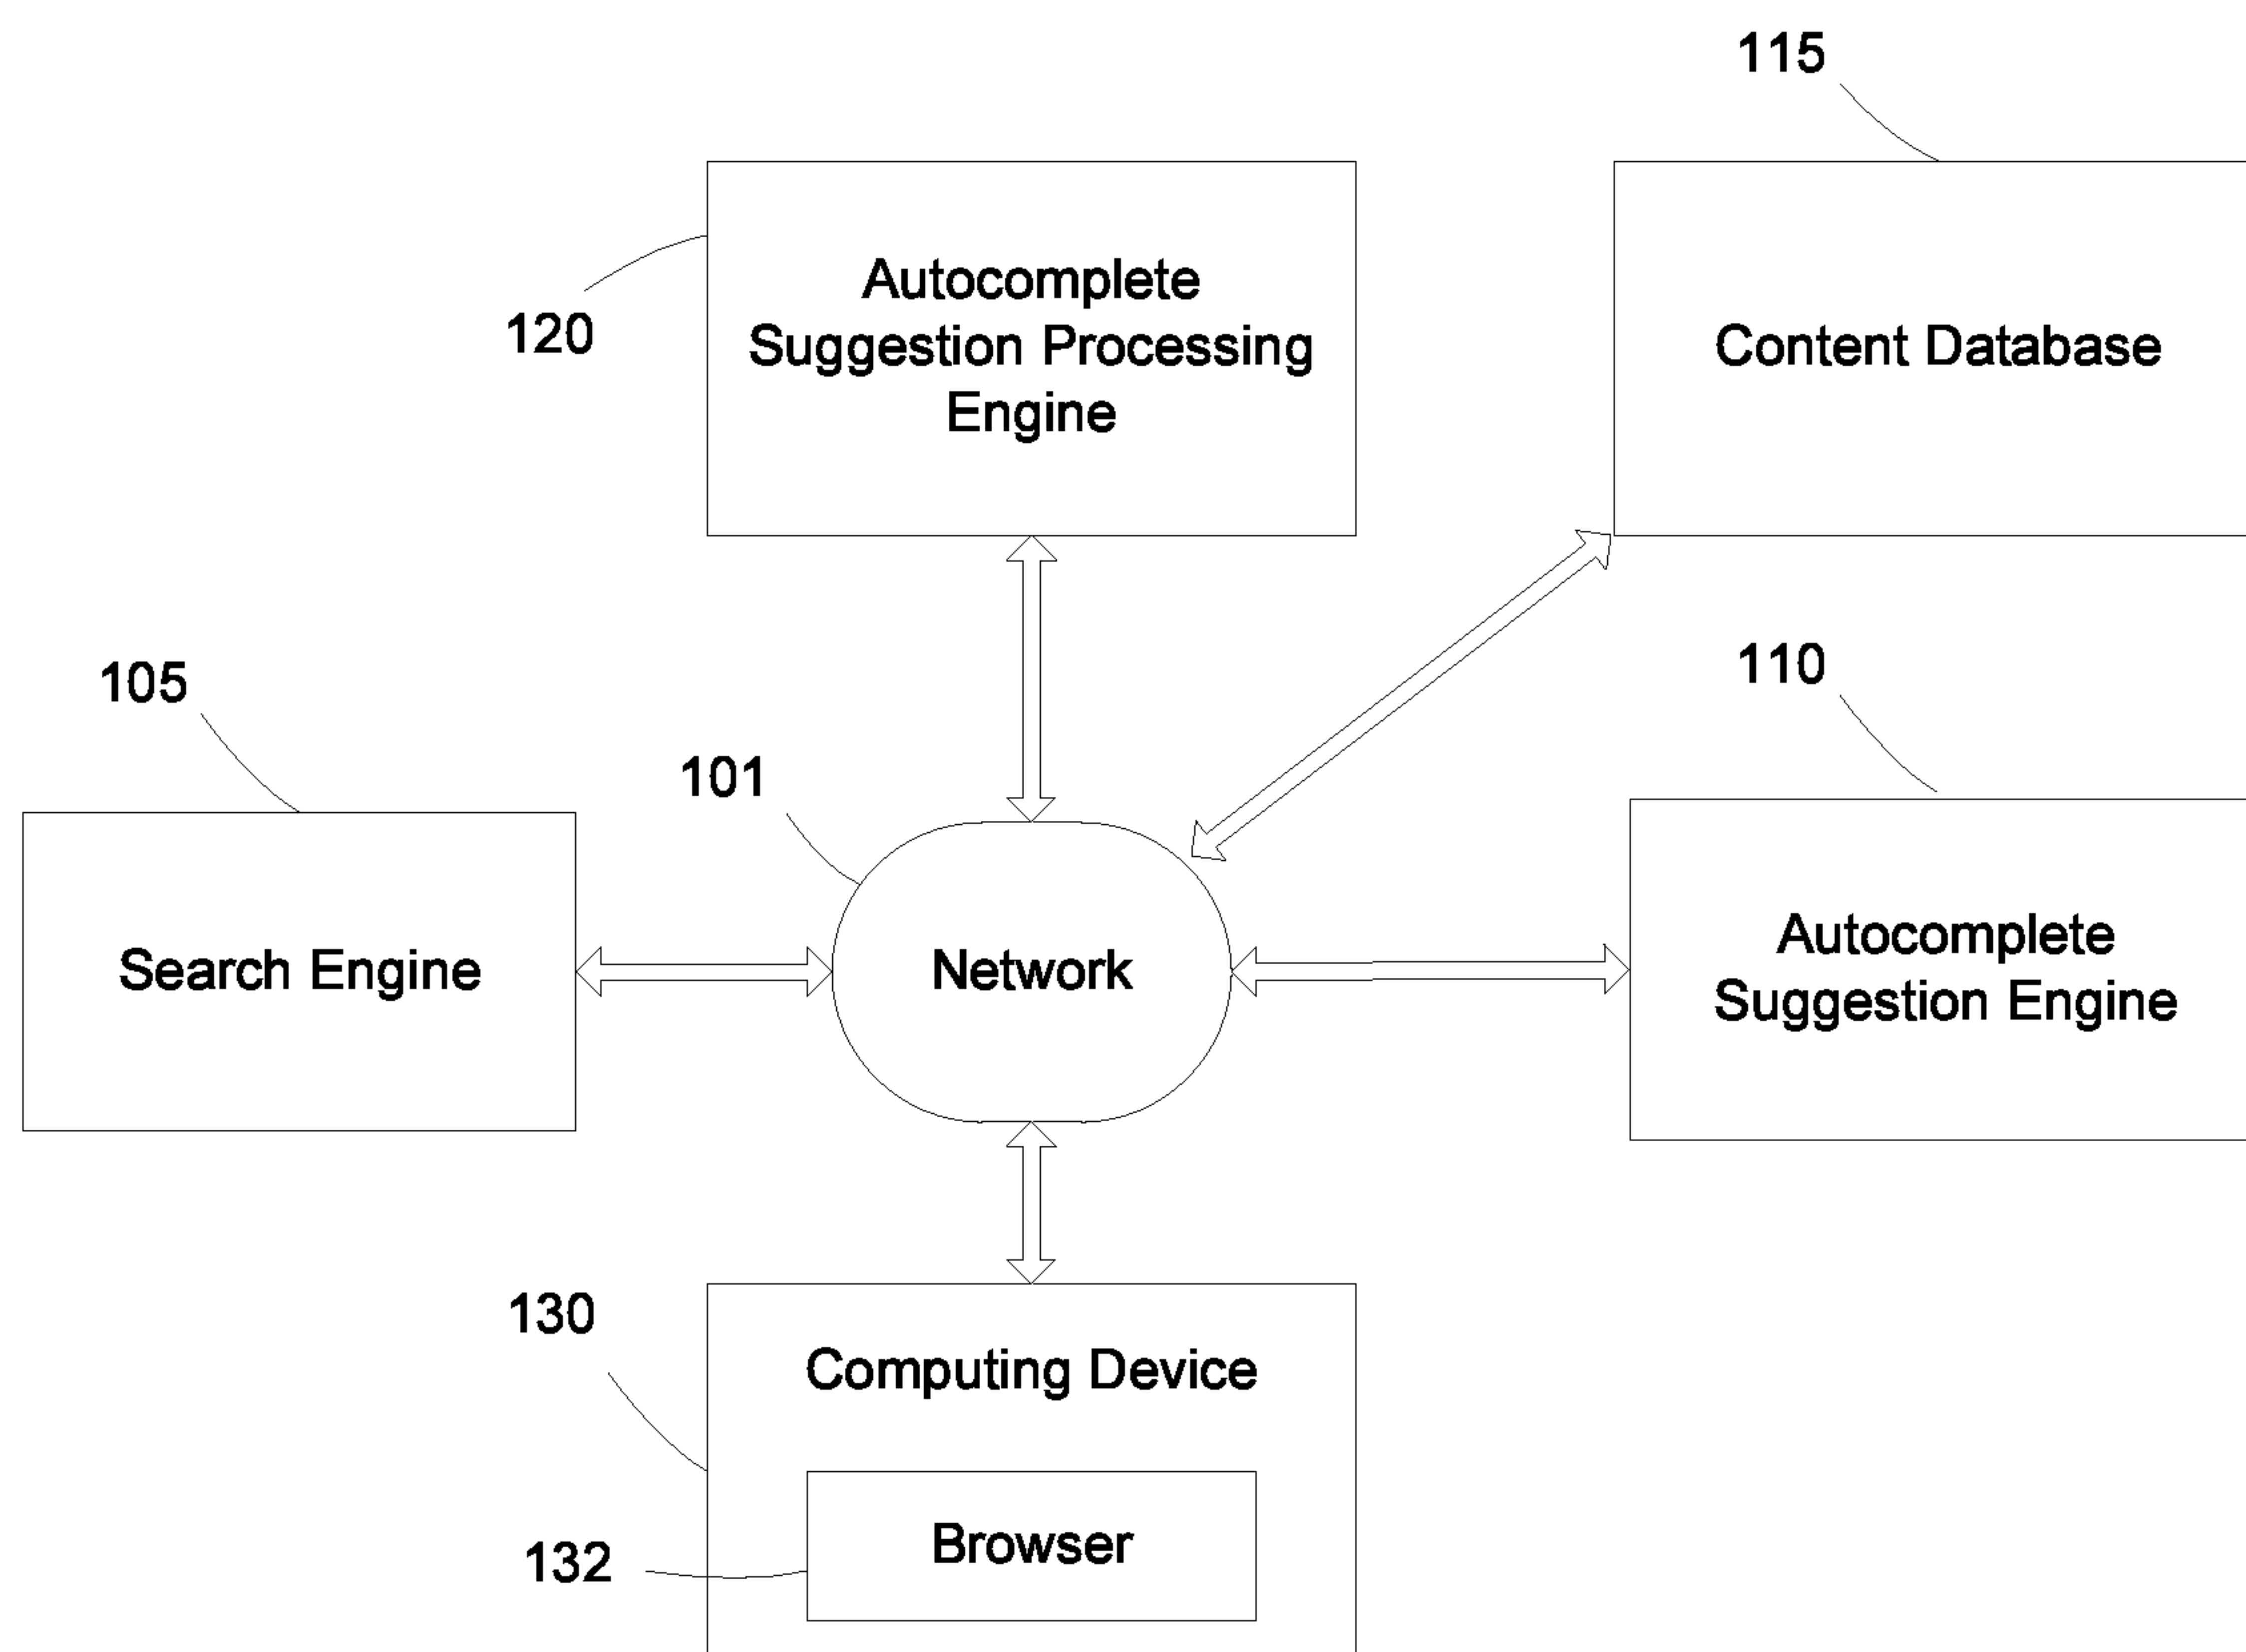 115
120
Autocomplete
Suggestion Processing
Engine
Content Database
105
101
110
Search Engine
Network
Autocomplete
Suggestion Engine
130
Computing Device
132
Browser